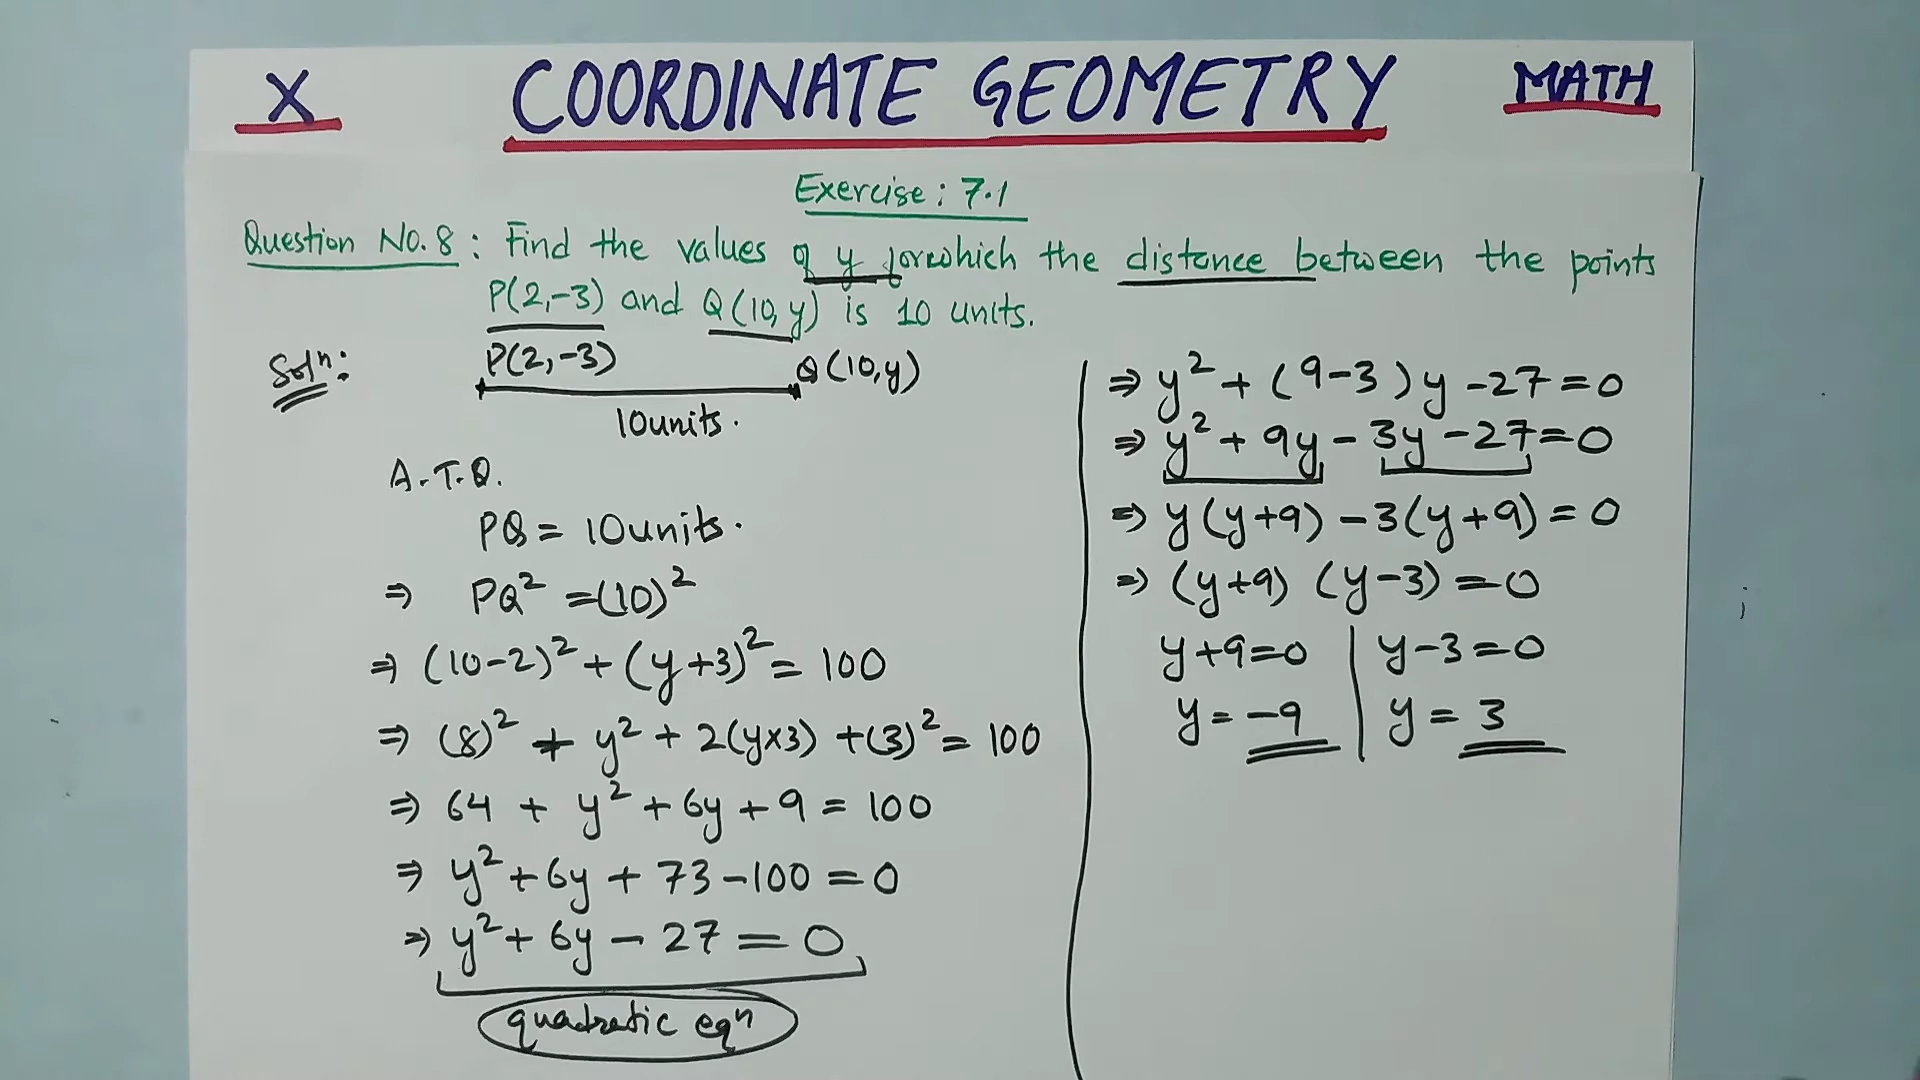 X COORDINATE GEOMETRY MATH
Exercise: 7.1
Question No. 8: Find the values of y for which the distance between the points
P(2,-3) and Q(10,y) is 10 units.
Solⁿ:
P(2,-3) Q(10,y)
10units.
A.T.Q.
PQ = 10units.
⇒ PQ² = (10)²
⇒ (10-2)² + (y+3)² = 100
⇒ (8)² + y² + 2(y×3) + (3)² = 100
⇒ 64 + y² + 6y + 9 = 100
⇒ y² + 6y + 73 - 100 = 0
⇒ y² + 6y - 27 = 0
quadratic eqⁿ
⇒ y² + (9-3)y - 27 = 0
⇒ y² + 9y - 3y - 27 = 0
⇒ y(y+9) - 3(y+9) = 0
⇒ (y+9) (y-3) = 0
y+9=0 | y-3=0
y = -9 | y = 3